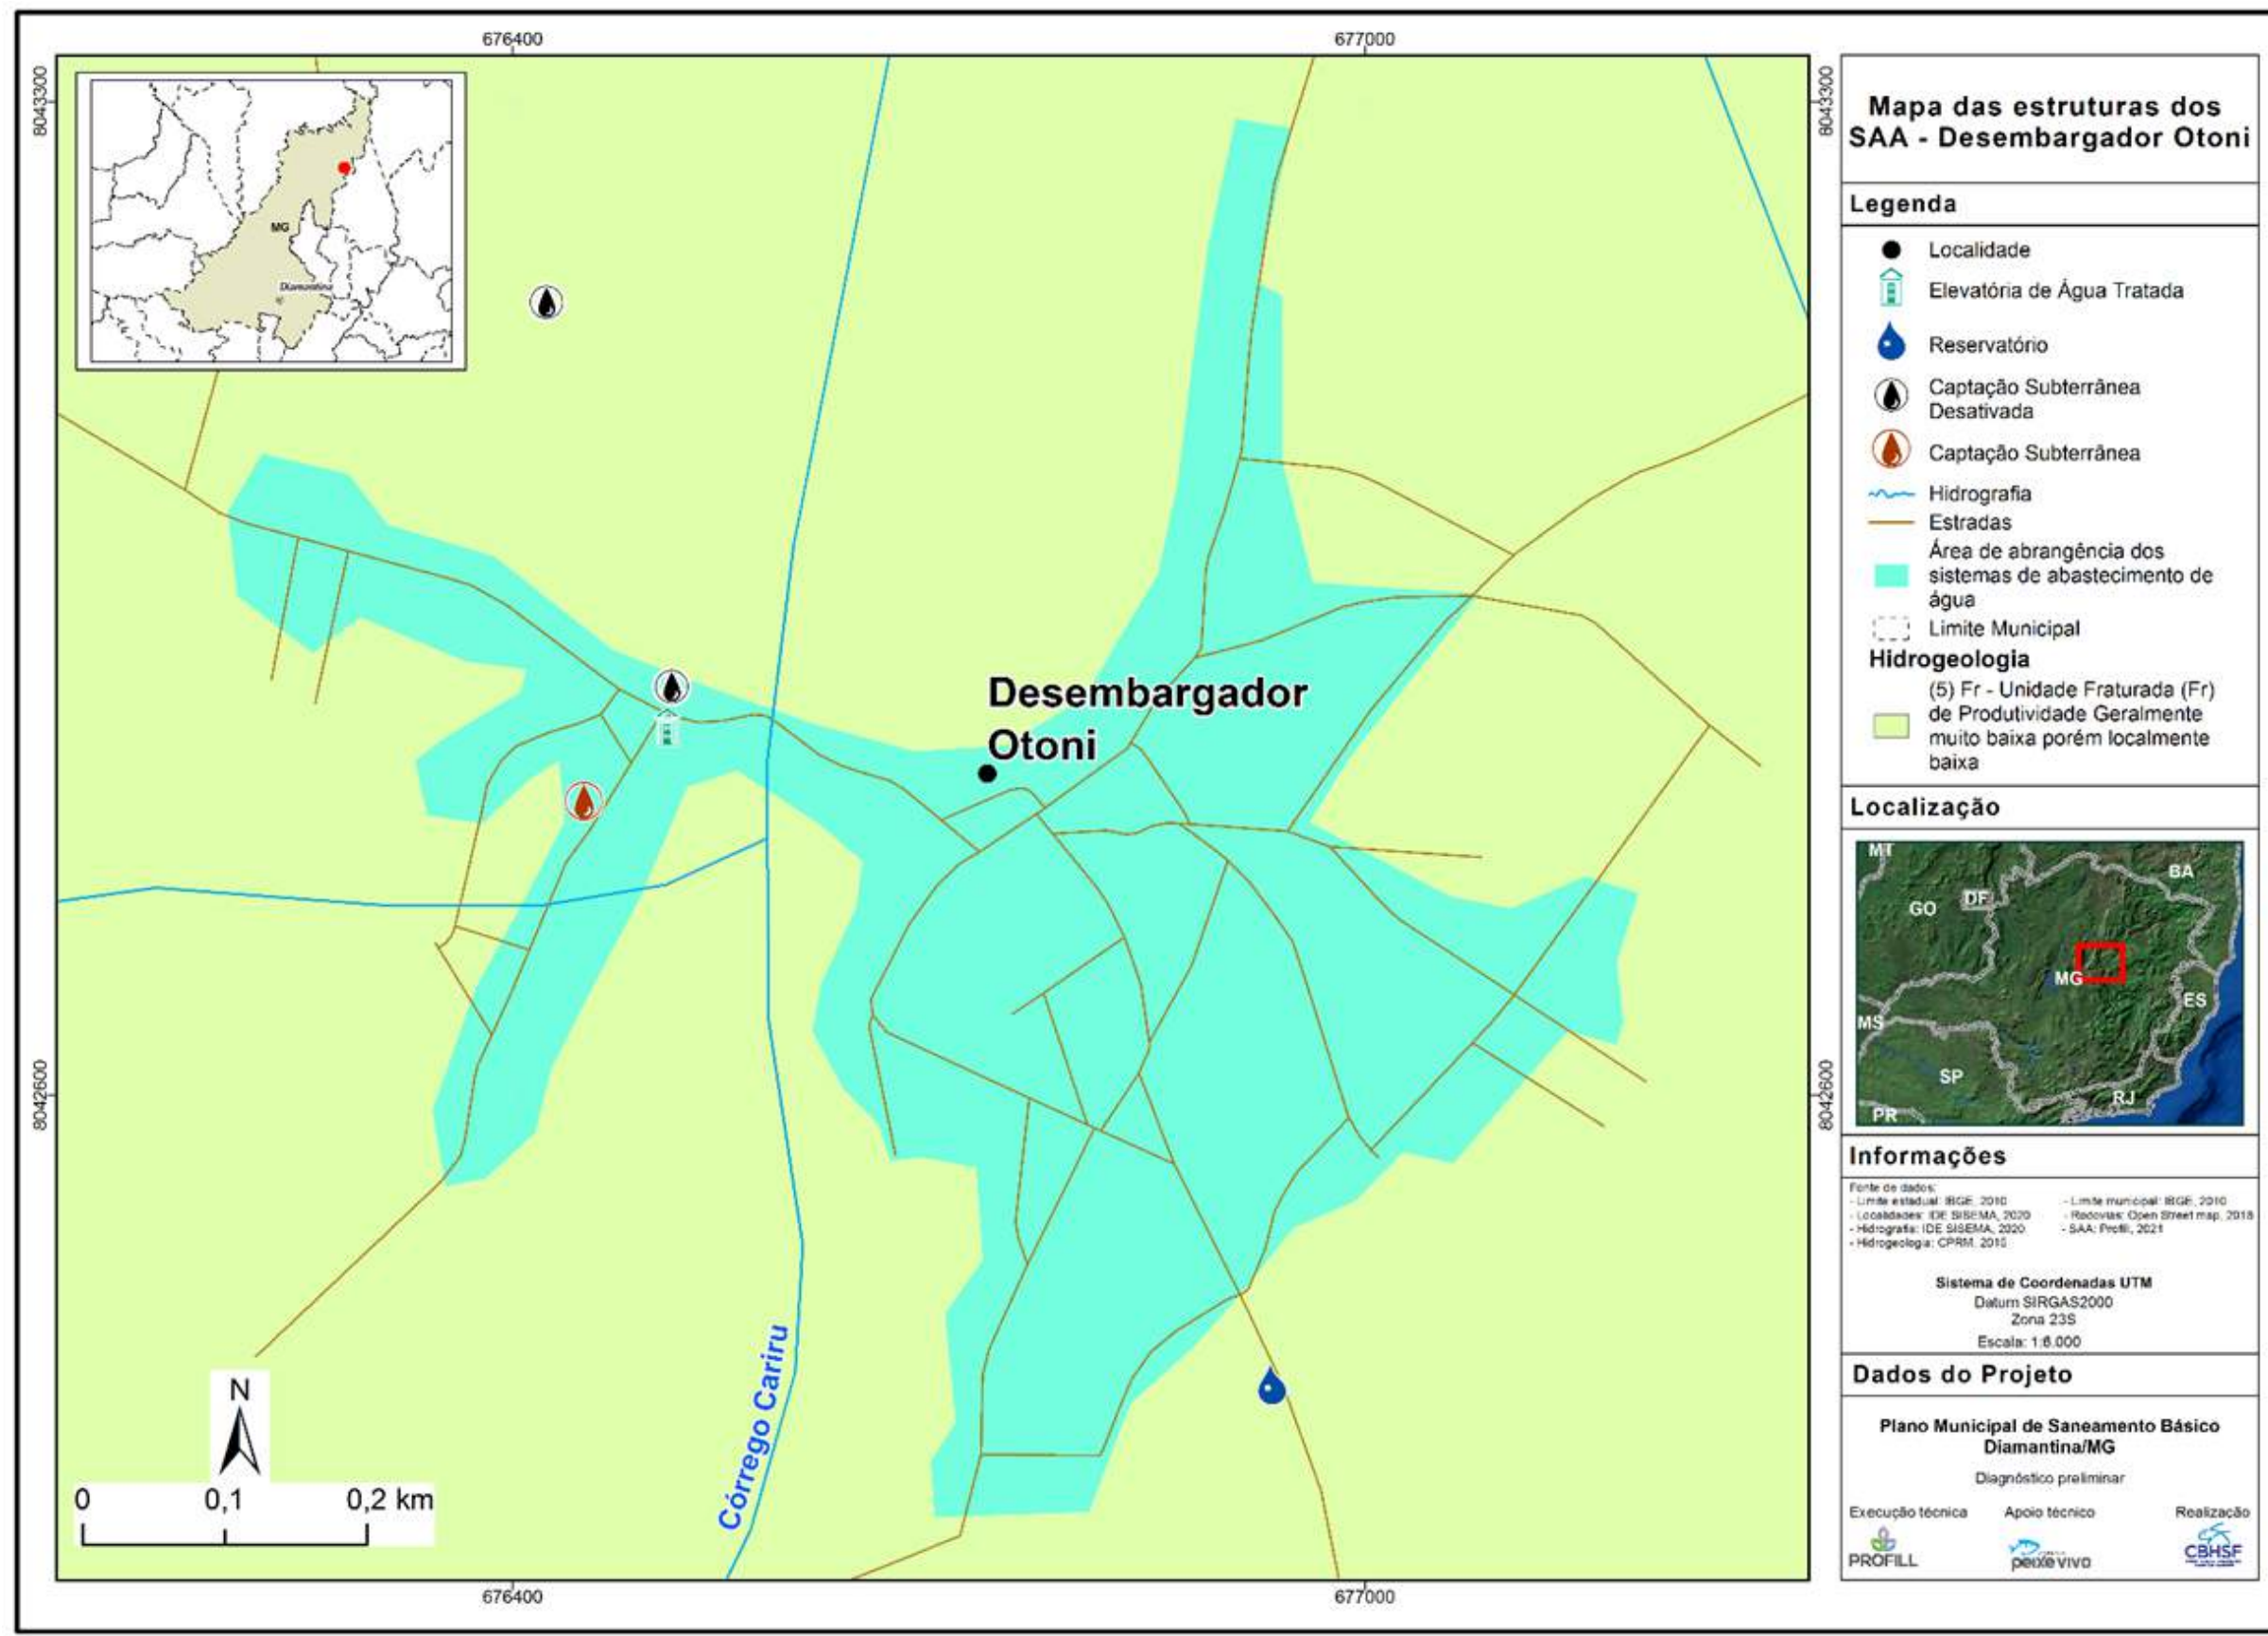 676400
677000
8043300
8043300
MG
Diamantina
Desembargador
Otoni
8042600
8042600
Córrego Cariru
N
0
0,1
0,2 km
676400
677000
Mapa das estruturas dos
SAA - Desembargador Otoni
Legenda
Localidade
Elevatória de Água Tratada
Reservatório
Captação Subterrânea
Desativada
Captação Subterrânea
Hidrografia
Estradas
Área de abrangência dos
sistemas de abastecimento de
água
Limite Municipal
Hidrogeologia
(5) Fr - Unidade Fraturada (Fr)
de Produtividade Geralmente
muito baixa porém localmente
baixa
Localização
MT
BA
GO
DF
MG
ES
MS
SP
RJ
PR
Informações
Fonte de dados:
- Limite estadual: IBGE, 2010
- Limite municipal: IBGE, 2010
- Localidades: IDE SISEMA, 2020
- Rodovias: Open Street map, 2018
- Hidrografia: IDE SISEMA, 2020
- SAA: Profill, 2021
- Hidrogeologia: CPRM, 2010
Sistema de Coordenadas UTM
Datum SIRGAS2000
Zona 23S
Escala: 1:6.000
Dados do Projeto
Plano Municipal de Saneamento Básico
Diamantina/MG
Diagnóstico preliminar
Execução técnica
Apoio técnico
Realização
PROFILL
peixe vivo
CBHSF